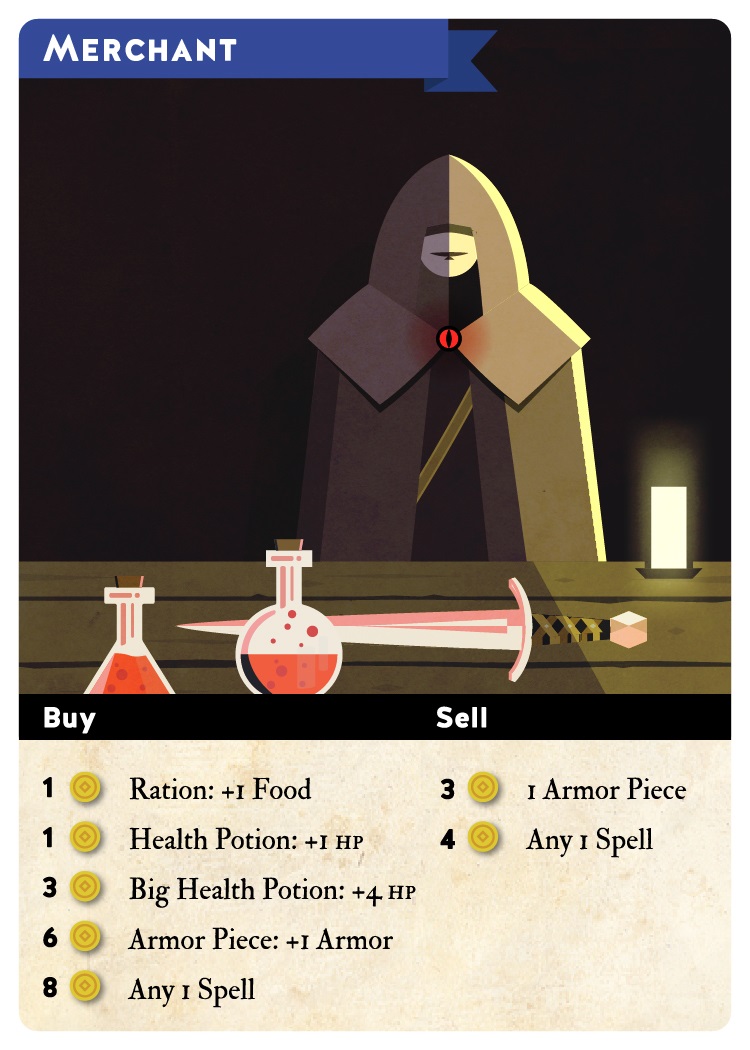 Merchant
Buy Sell
1 Ration: +1 Food 3 1 Armor Piece
1 Health Potion: +1 HP 4 Any 1 Spell
3 Big Health Potion: +4 HP
6 Armor Piece: +1 Armor
8 Any 1 Spell